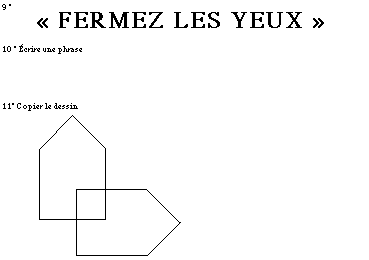 9°
« FERMEZ LES YEUX »
10° Écrire une phrase
11° Copier le dessin